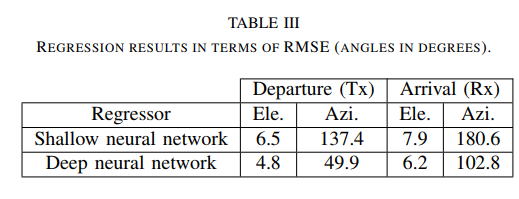 TABLE III
REGRESSION RESULTS IN TERMS OF RMSE (ANGLES IN DEGREES).
Departure (Tx) Arrival (Rx)
Regressor Ele. Azi. Ele. Azi.
Shallow neural network 6.5 137.4 7.9 180.6
Deep neural network 4.8 49.9 6.2 102.8